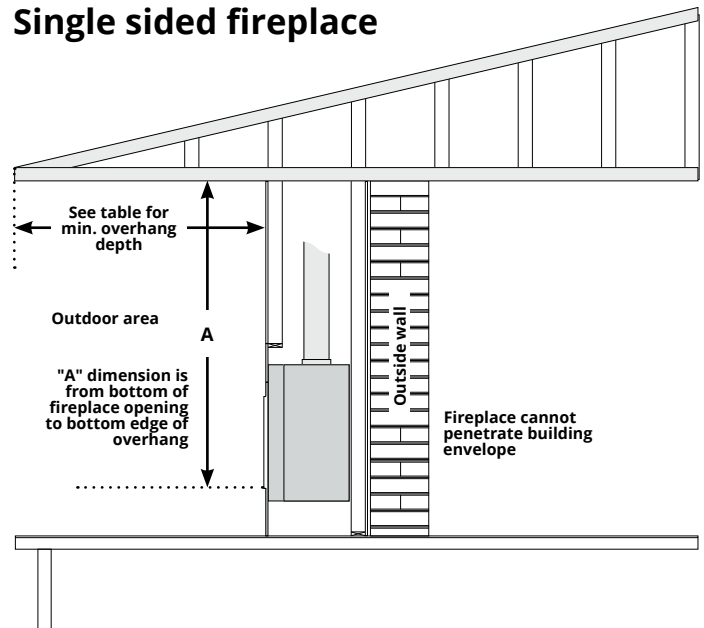 Single sided fireplace
See table for
min. overhang
depth
Outdoor area
A
"A" dimension is
from bottom of
fireplace opening
to bottom edge of
overhang
Outside wall
Fireplace cannot
penetrate building
envelope